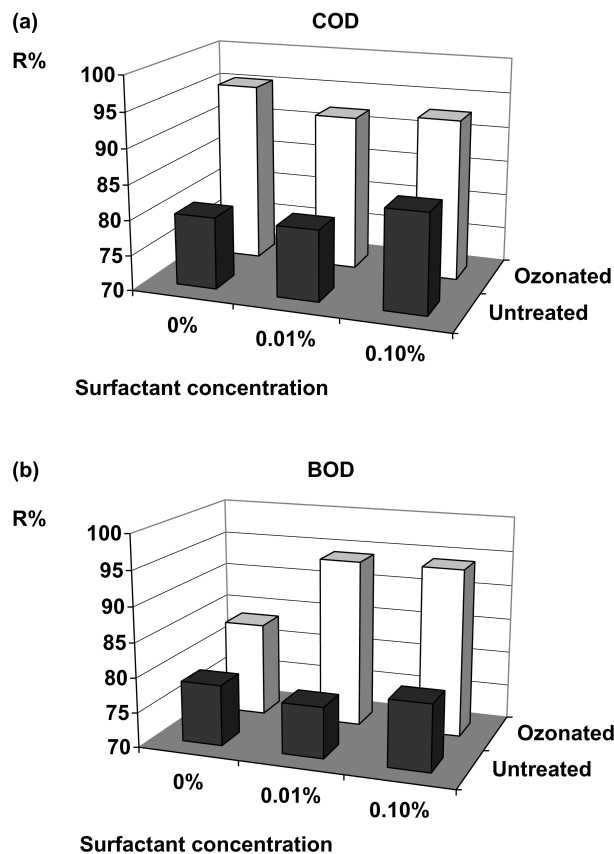 (a)
COD
R%
100
95
90
85
80
75
70
Ozonated
Untreated
0%
0.01%
0.10%
Surfactant concentration
(b)
BOD
R%
100
95
90
85
80
75
70
Ozonated
Untreated
0%
0.01%
0.10%
Surfactant concentration